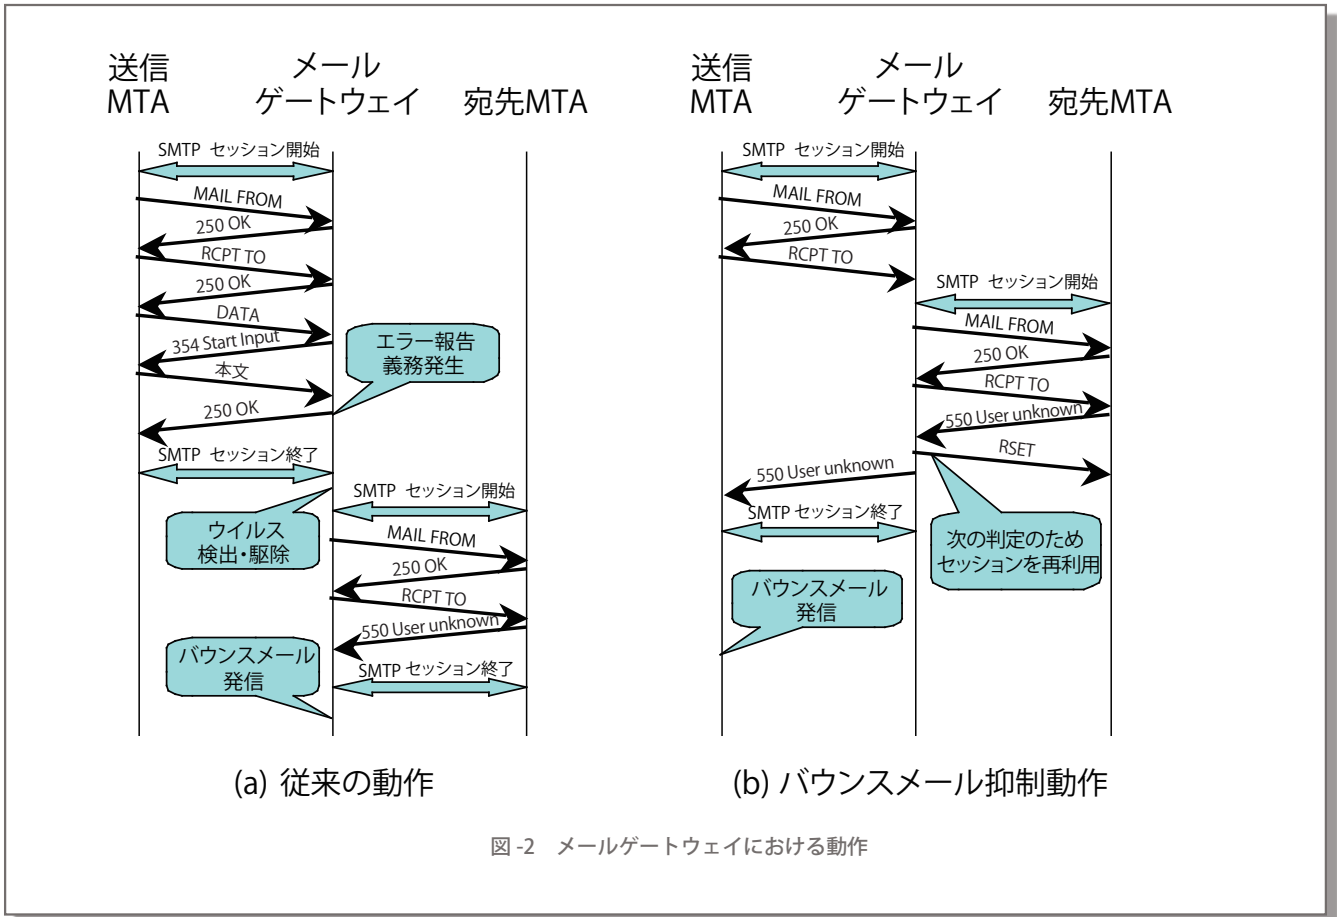 送信
MTA
メール
ゲートウェイ
宛先MTA
SMTP セッション開始
MAIL FROM
250 OK
RCPT TO
250 OK
DATA
354 Start Input
本文
250 OK
エラー報告
義務発生
SMTP セッション終了
ウイルス
検出・駆除
SMTP セッション開始
MAIL FROM
250 OK
RCPT TO
550 User unknown
SMTP セッション終了
バウンスメール
発信
(a) 従来の動作
送信
MTA
メール
ゲートウェイ
宛先MTA
SMTP セッション開始
MAIL FROM
250 OK
RCPT TO
SMTP セッション開始
MAIL FROM
250 OK
RCPT TO
550 User unknown
RSET
550 User unknown
SMTP セッション終了
次の判定のため
セッションを再利用
バウンスメール
発信
(b) バウンスメール抑制動作
図 -2 メールゲートウェイにおける動作